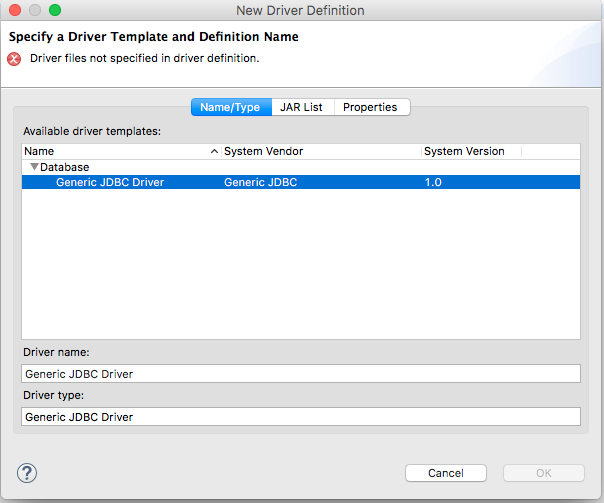 New Driver Definition
Specify a Driver Template and Definition Name
Driver files not specified in driver definition.
Name/Type JAR List Properties
Available driver templates:
Name System Vendor System Version
Database
Generic JDBC Driver Generic JDBC 1.0
Driver name:
Generic JDBC Driver
Driver type:
Generic JDBC Driver
? Cancel OK